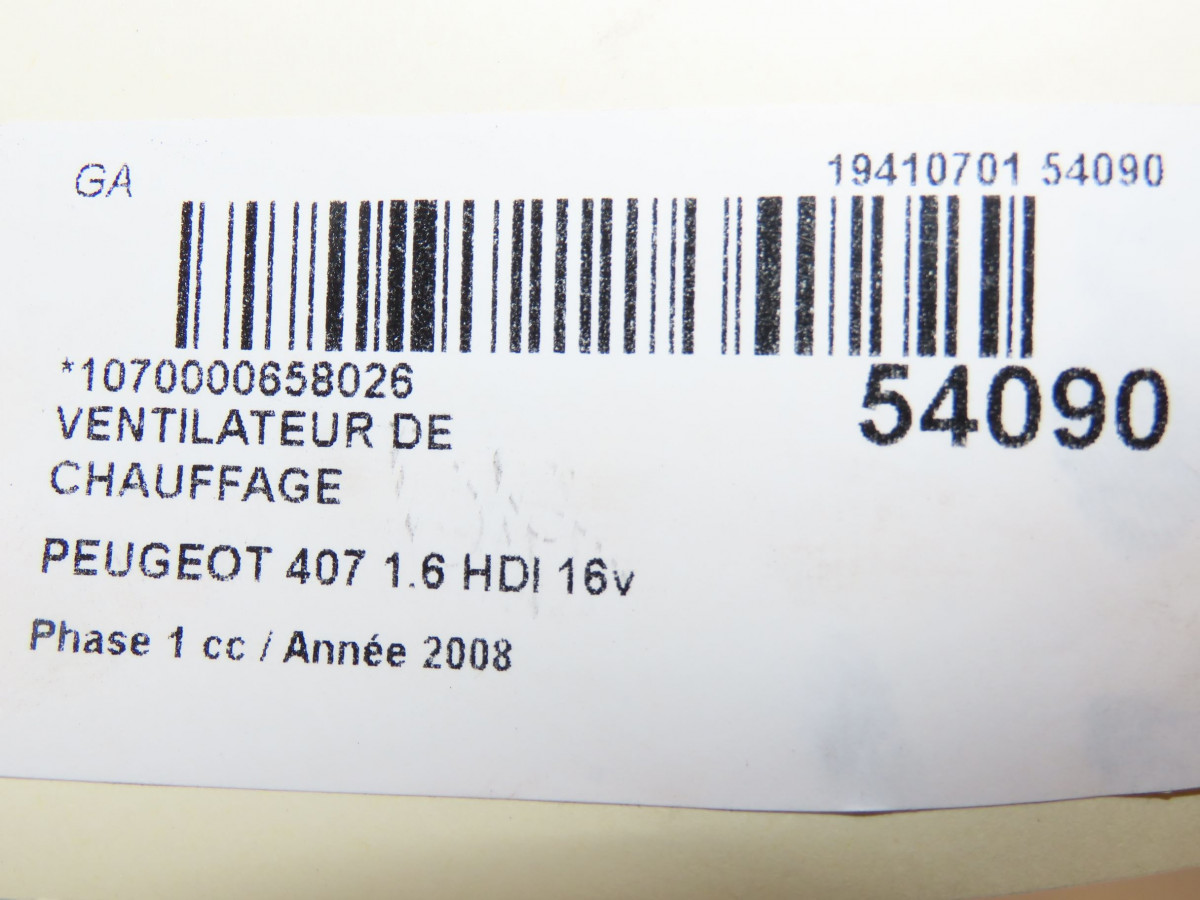 GA
19410701 54090
*1070000658026
54090
VENTILATEUR DE
CHAUFFAGE
PEUGEOT 407 1.6 HDI 16v
Phase 1 cc / Année 2008